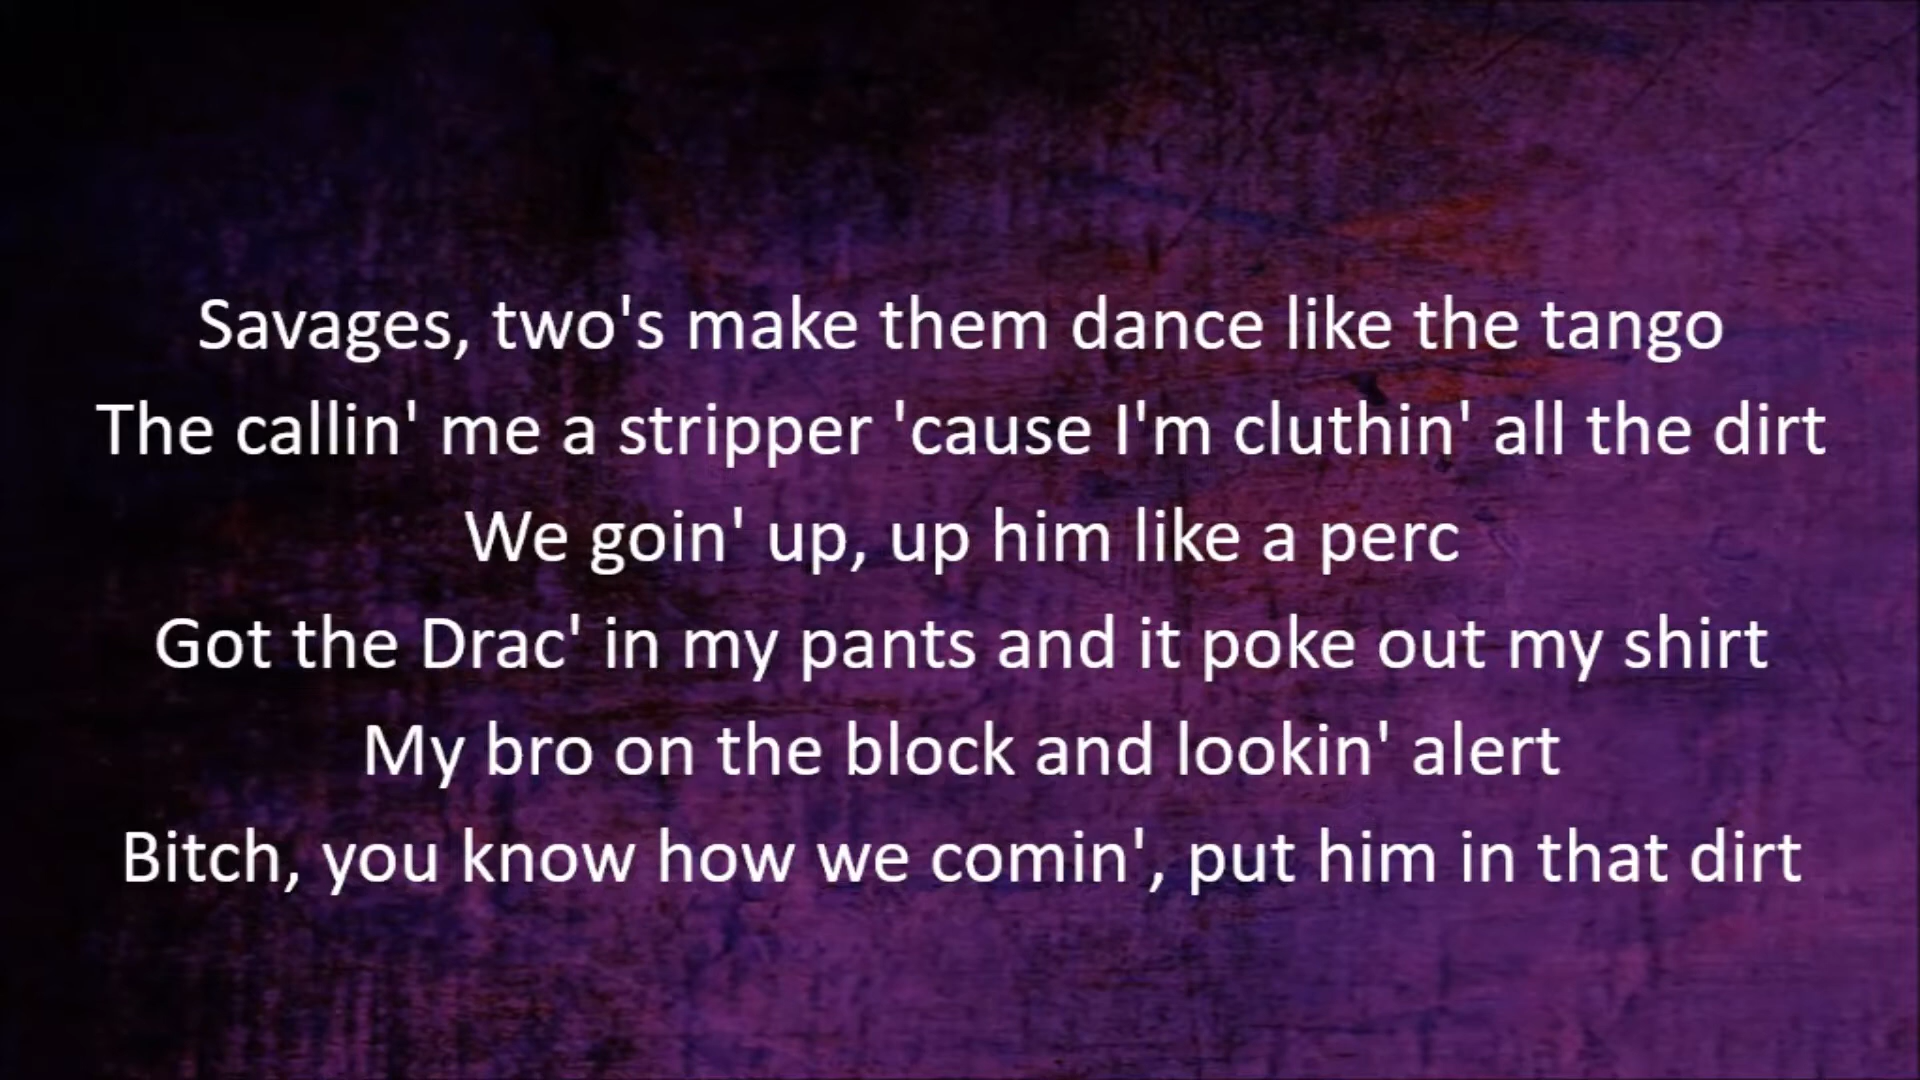 Savages, two's make them dance like the tango
The callin' me a stripper 'cause I'm cluthin' all the dirt
We goin' up, up him like a perc
Got the Drac' in my pants and it poke out my shirt
My bro on the block and lookin' alert
Bitch, you know how we comin', put him in that dirt